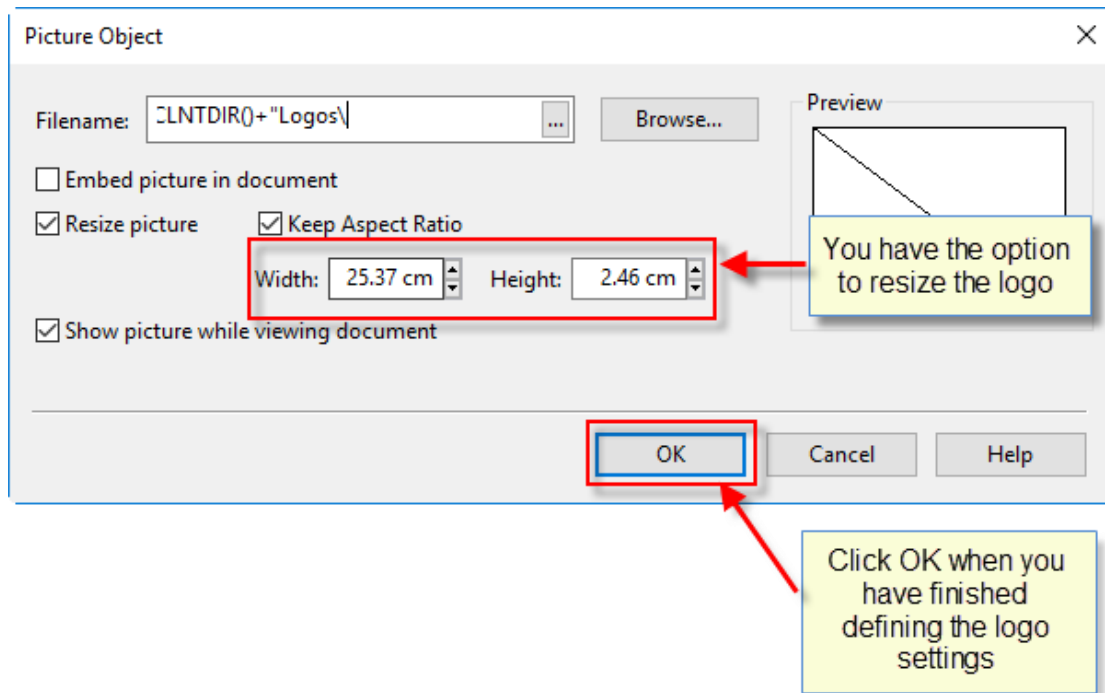 Picture Object
Filename: CLNTDIR()+"Logos\ ... Browse...
Preview
Embed picture in document
Resize picture Keep Aspect Ratio
Width: 25.37 cm Height: 2.46 cm
You have the option
to resize the logo
Show picture while viewing document
OK Cancel Help
Click OK when you
have finished
defining the logo
settings